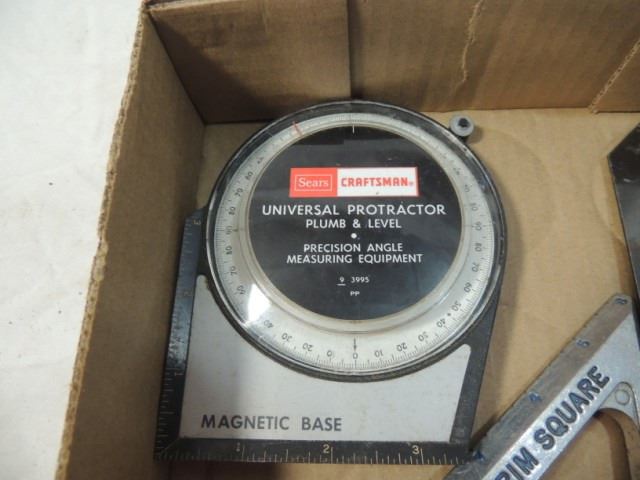 Sears CRAFTSMAN®
UNIVERSAL PROTRACTOR
PLUMB & LEVEL
PRECISION ANGLE
MEASURING EQUIPMENT
9 3995
PP
MAGNETIC BASE
1 2 3
RIM SQUARE